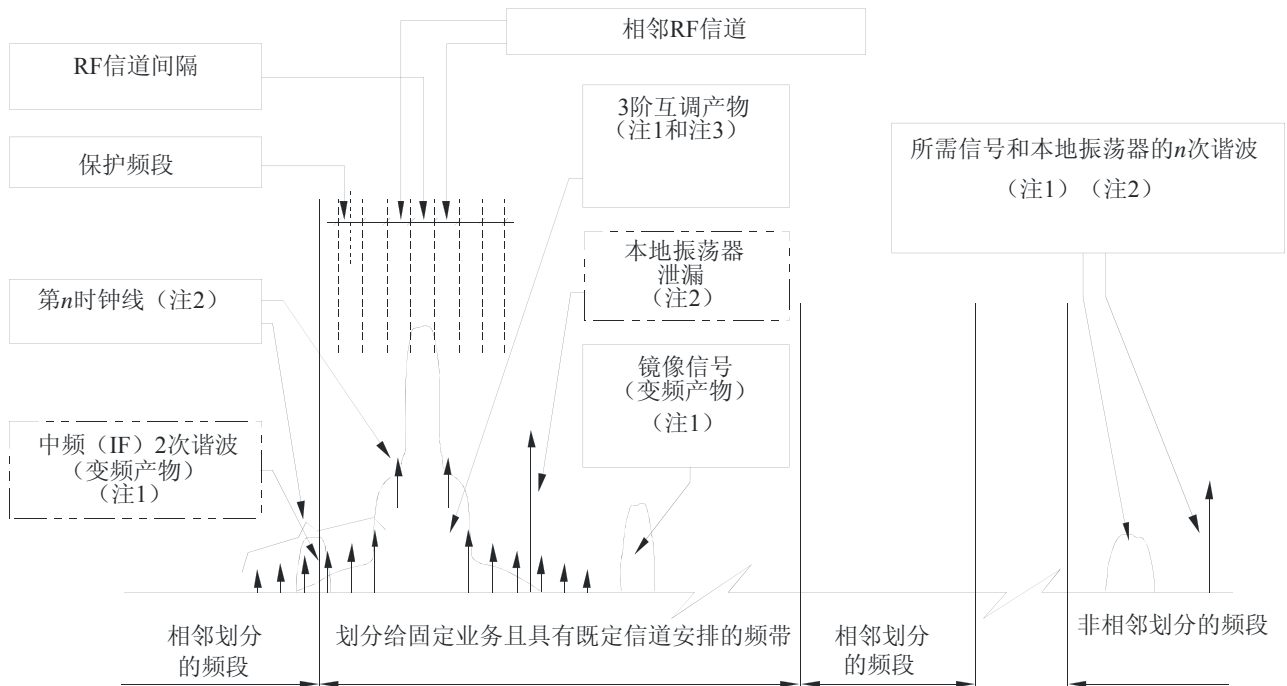 RF信道间隔
相邻RF信道
保护频段
3阶互调产物
（注1和注3）
所需信号和本地振荡器的n次谐波
（注1）（注2）
第n时钟线（注2）
本地振荡器
泄漏
（注2）
镜像信号
（变频产物）
（注1）
中频（IF）2次谐波
（变频产物）
（注1）
相邻划分
的频段
划分给固定业务且具有既定信道安排的频带
相邻划分
的频段
非相邻划分的频段